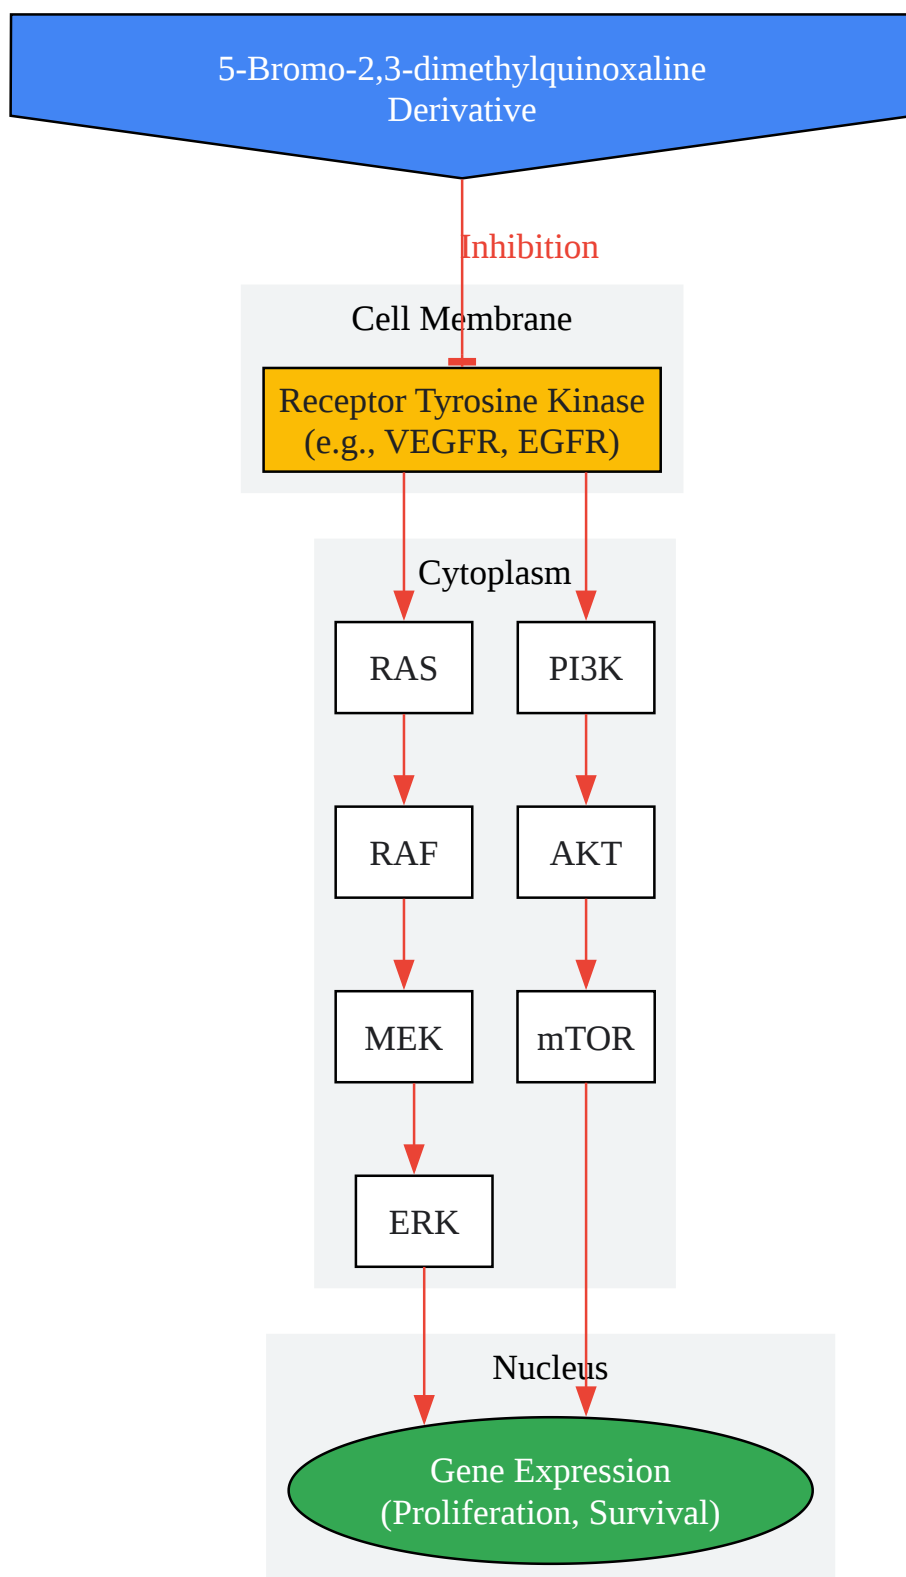 5-Bromo-2,3-dimethylquinoxaline
Derivative
Inhibition
Cell Membrane
Receptor Tyrosine Kinase
(e.g., VEGFR, EGFR)
Cytoplasm
RAS
PI3K
RAF
AKT
MEK
mTOR
ERK
Nucleus
Gene Expression
(Proliferation, Survival)